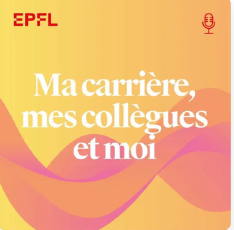 EPFL
Ma carrière,
mes collègues
et moi